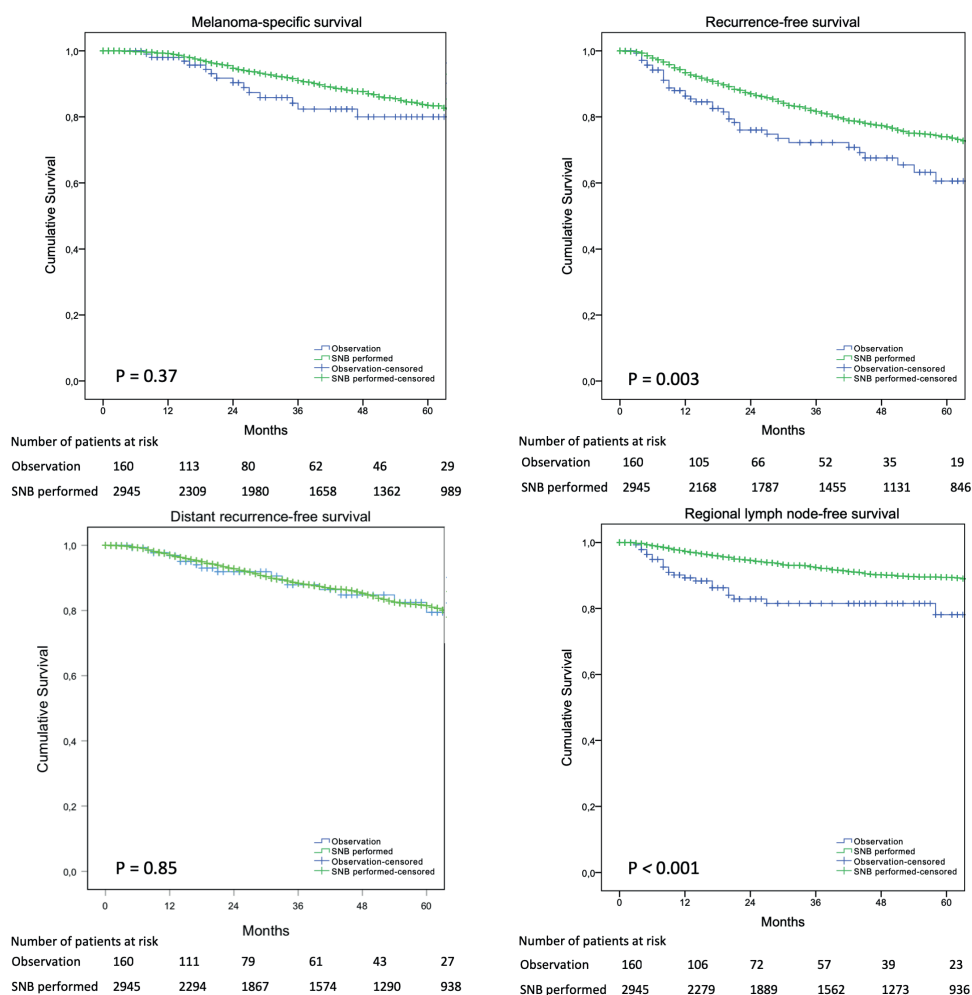 Melanoma-specific survival
1,0
0,8
0,6
0,4
0,2
0,0
Cumulative Survival
Observation
SNB performed
Observation-censored
SNB performed-censored
P = 0.37
0 12 24 36 48 60
Months
Number of patients at risk
Observation 160 113 80 62 46 29
SNB performed 2945 2309 1980 1658 1362 989
Recurrence-free survival
1,0
0,8
0,6
0,4
0,2
0,0
Cumulative Survival
Observation
SNB performed
Observation-censored
SNB performed-censored
P = 0.003
0 12 24 36 48 60
Months
Number of patients at risk
Observation 160 105 66 52 35 19
SNB performed 2945 2168 1787 1455 1131 846
Distant recurrence-free survival
1,0
0,8
0,6
0,4
0,2
0,0
Cumulative Survival
Observation
SNB performed
Observation-censored
SNB performed-censored
P = 0.85
0 12 24 36 48 60
Months
Number of patients at risk
Observation 160 111 79 61 43 27
SNB performed 2945 2294 1867 1574 1290 938
Regional lymph node-free survival
1,0
0,8
0,6
0,4
0,2
0,0
Cumulative Survival
Observation
SNB performed
Observation-censored
SNB performed-censored
P < 0.001
0 12 24 36 48 60
Months
Number of patients at risk
Observation 160 106 72 57 39 23
SNB performed 2945 2279 1889 1562 1273 936